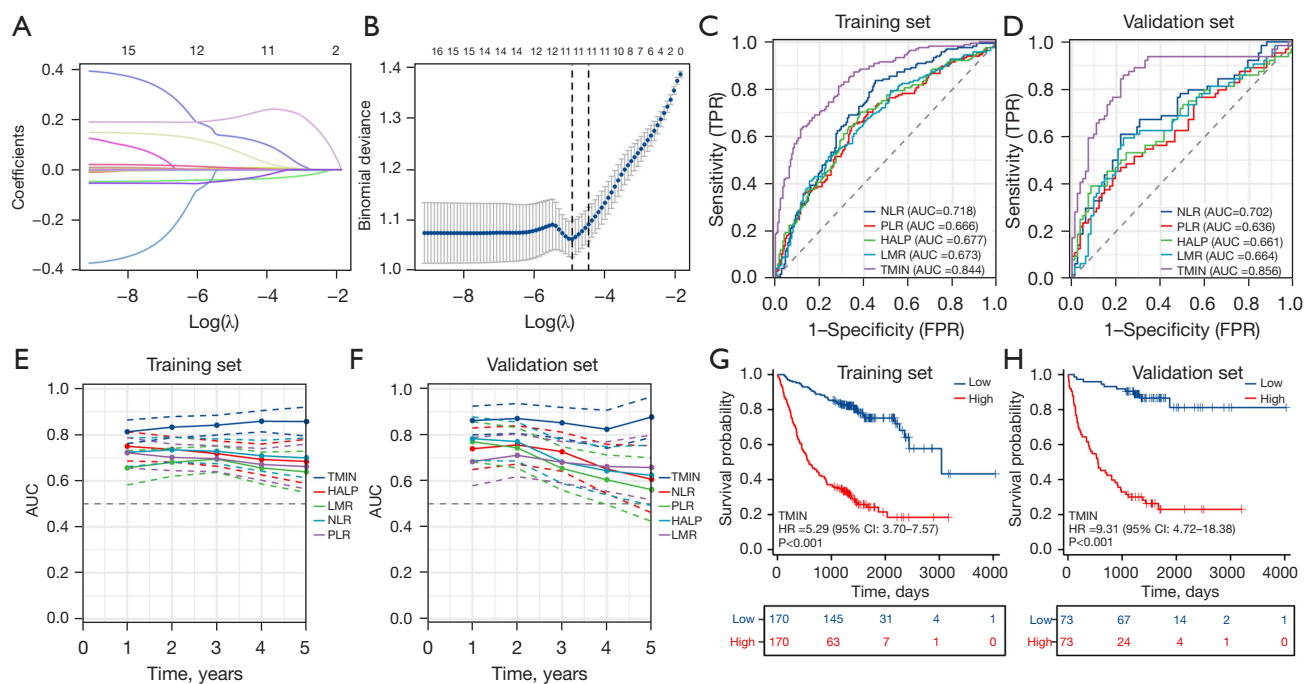 A
15 12 11 2
0.4
0.2
0.0
−0.2
−0.4
Coefficients
−8 −6 −4 −2
Log(λ)
B
16 15 15 14 14 14 12 12 11 11 11 11 10 8 7 6 4 2 0
1.4
1.3
1.2
1.1
1.0
Binomial deviance
−8 −6 −4 −2
Log(λ)
C
Training set
1.0
0.8
0.6
0.4
0.2
0.0
Sensitivity (TPR)
NLR (AUC=0.718)
PLR (AUC =0.666)
HALP (AUC =0.677)
LMR (AUC =0.673)
TMIN (AUC =0.844)
0.0 0.2 0.4 0.6 0.8 1.0
1−Specificity (FPR)
D
Validation set
1.0
0.8
0.6
0.4
0.2
0.0
Sensitivity (TPR)
NLR (AUC=0.702)
PLR (AUC=0.636)
HALP (AUC=0.661)
LMR (AUC =0.664)
TMIN (AUC =0.856)
0.0 0.2 0.4 0.6 0.8 1.0
1−Specificity (FPR)
E
Training set
1.0
0.8
0.6
0.4
0.2
0.0
AUC
TMIN
HALP
LMR
NLR
PLR
0 1 2 3 4 5
Time, years
F
Validation set
1.0
0.8
0.6
0.4
0.2
0.0
AUC
TMIN
NLR
PLR
HALP
LMR
0 1 2 3 4 5
Time, years
G
Training set
Low
High
1.0
0.8
0.6
0.4
0.2
0.0
Survival probability
TMIN
HR =5.29 (95% CI: 3.70–7.57)
P<0.001
0 1000 2000 3000 4000
Time, days
Low 170 145 31 4 1
High 170 63 7 1 0
H
Validation set
Low
High
1.0
0.8
0.6
0.4
0.2
0.0
Survival probability
TMIN
HR =9.31 (95% CI: 4.72–18.38)
P<0.001
0 1000 2000 3000 4000
Time, days
Low 73 67 14 2 1
High 73 24 4 1 0